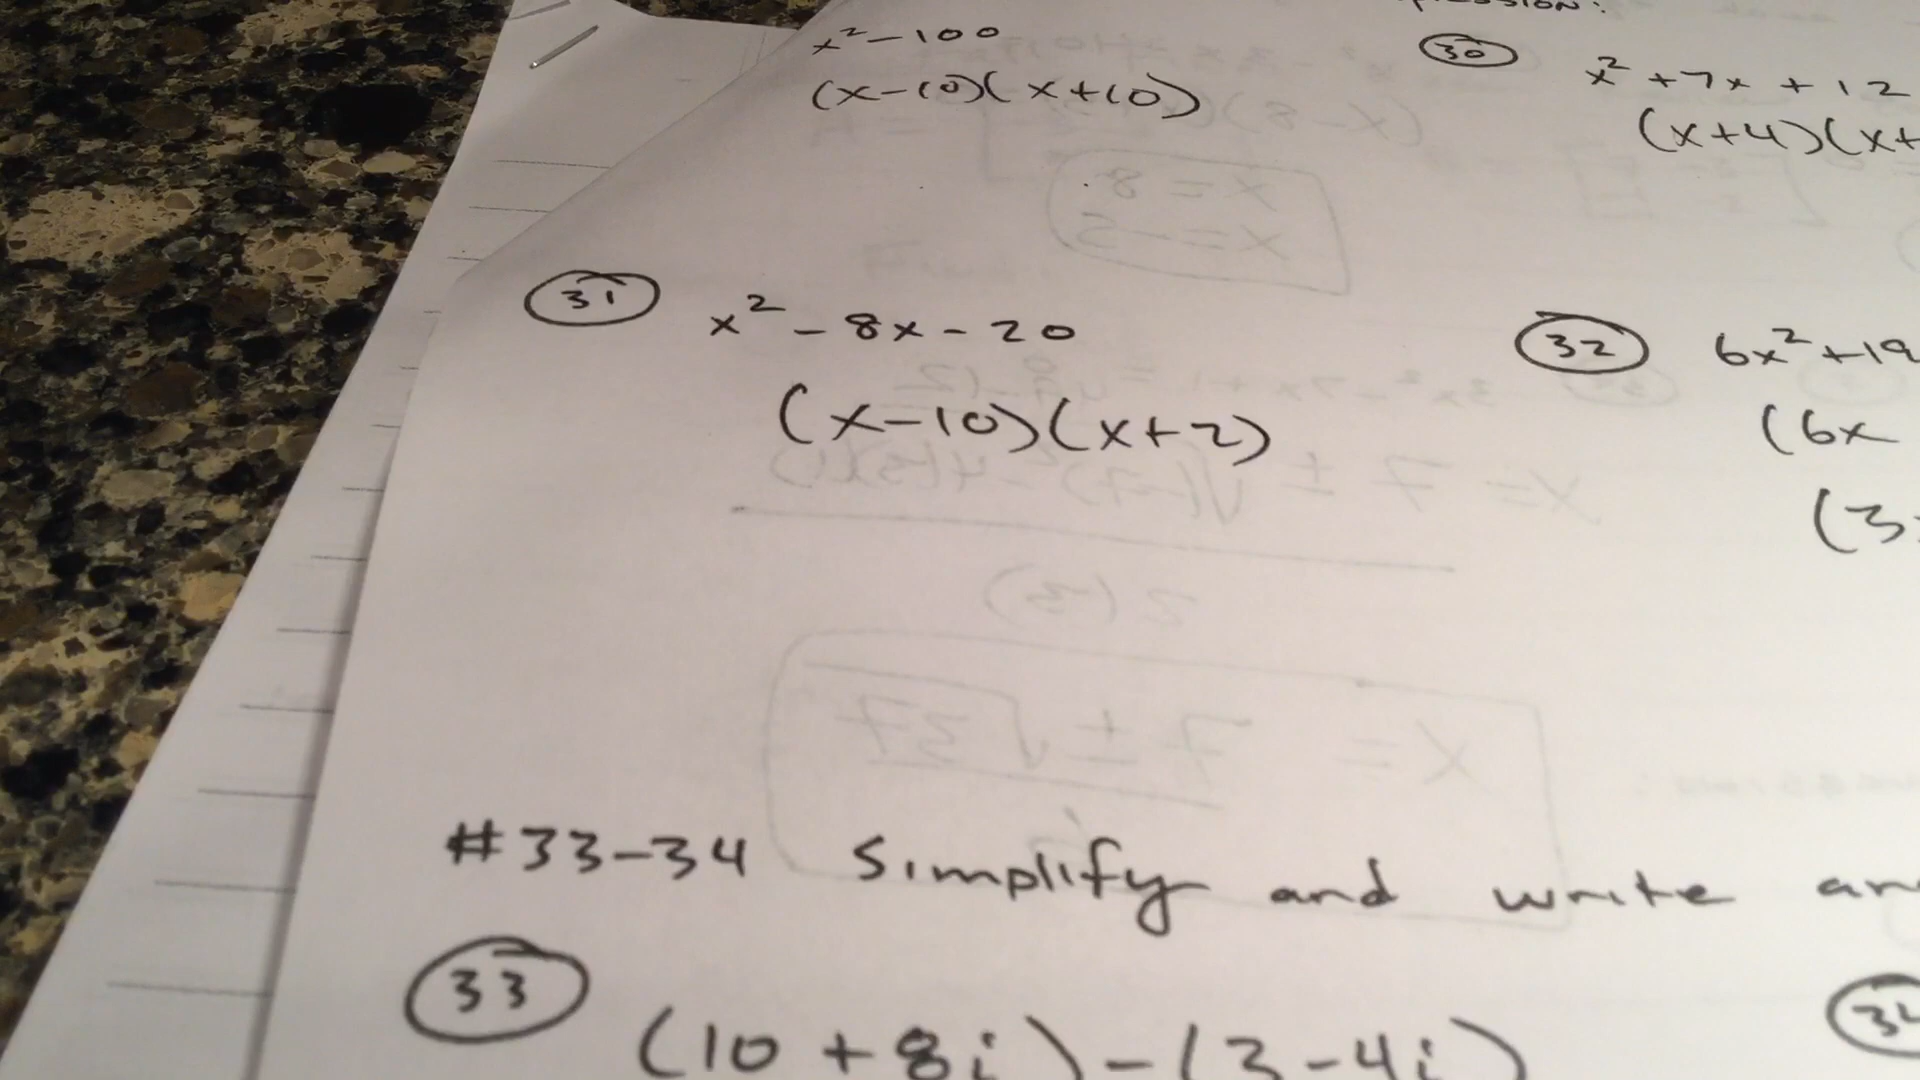 x² - 100
(x-10)(x+10)
30 x² + 7x + 12
(x+4)(x+
31 x² - 8x - 20
(x-10)(x+2)
32 6x² + 19
(6x
(3
#33-34 Simplify and write
33 (10 + 8i) - (3 - 4i)